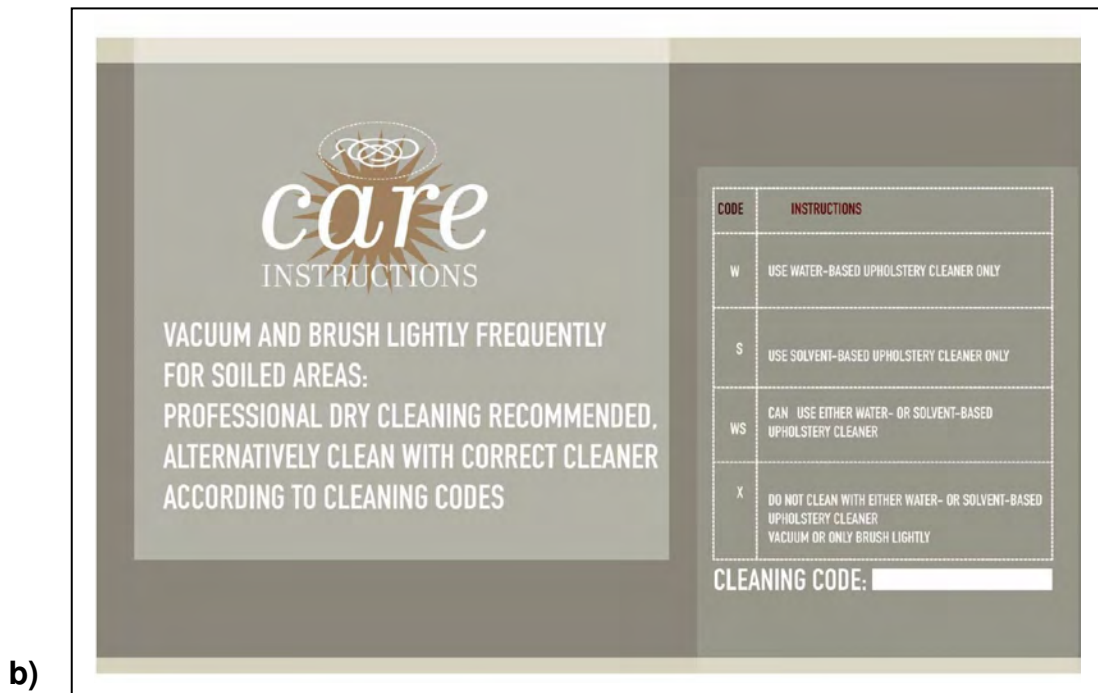 care
INSTRUCTIONS
VACUUM AND BRUSH LIGHTLY FREQUENTLY
FOR SOILED AREAS:
PROFESSIONAL DRY CLEANING RECOMMENDED,
ALTERNATIVELY CLEAN WITH CORRECT CLEANER
ACCORDING TO CLEANING CODES
CODE INSTRUCTIONS
W USE WATER-BASED UPHOLSTERY CLEANER ONLY
S USE SOLVENT-BASED UPHOLSTERY CLEANER ONLY
WS CAN USE EITHER WATER- OR SOLVENT-BASED
UPHOLSTERY CLEANER
X DO NOT CLEAN WITH EITHER WATER- OR SOLVENT-BASED
UPHOLSTERY CLEANER
VACUUM OR ONLY BRUSH LIGHTLY
CLEANING CODE:
b)